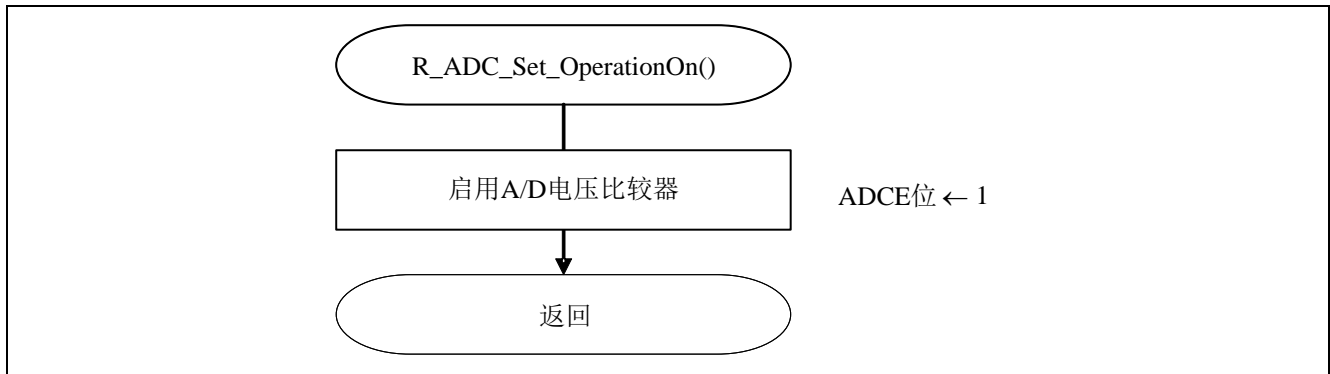 R_ADC_Set_OperationOn()
启用A/D电压比较器
ADCE位 ← 1
返回